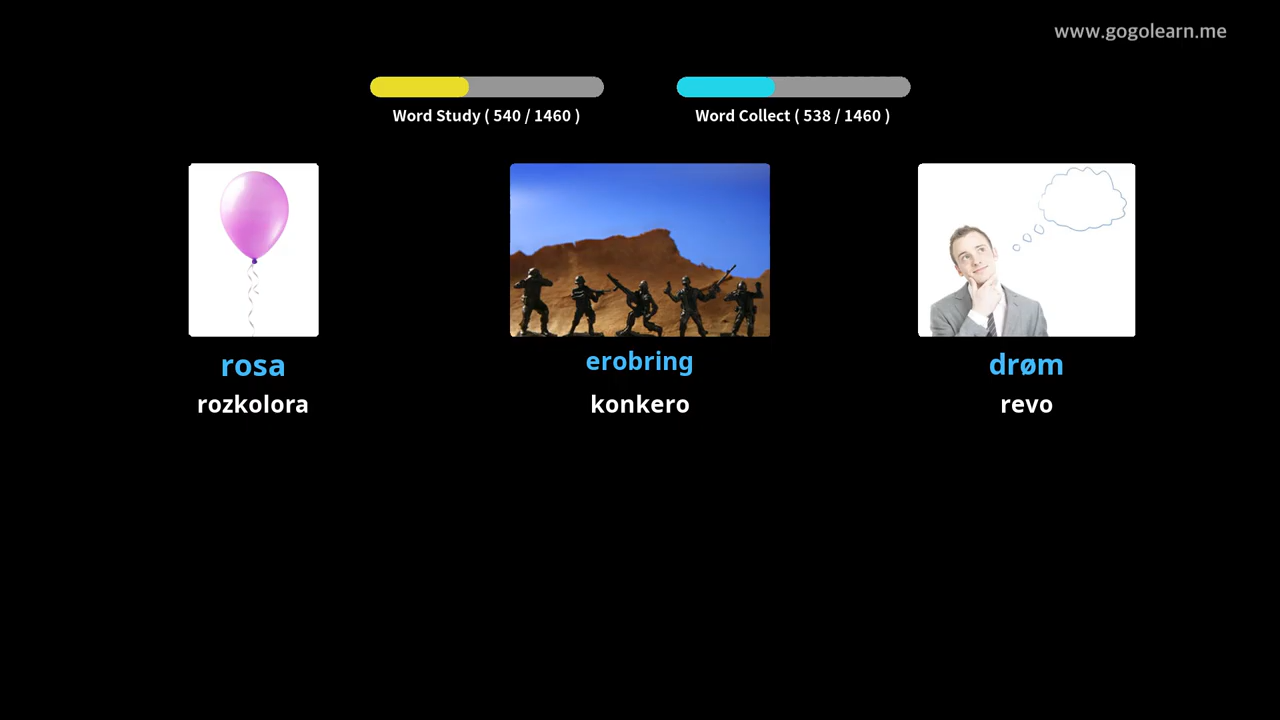 www.gogolearn.me
Word Study ( 540 / 1460 )
Word Collect ( 538 / 1460 )
rosa
rozkolora
erobring
konkero
drøm
revo